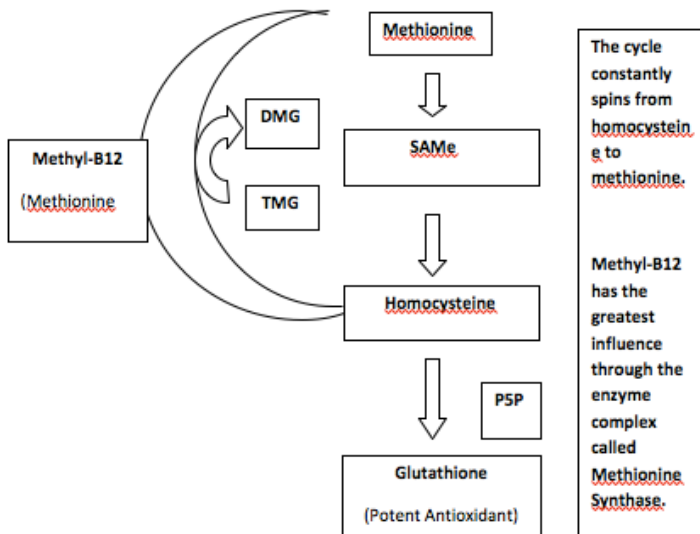 Methionine
DMG
SAMe
Methyl-B12
(Methionine
TMG
Homocysteine
P5P
Glutathione
(Potent Antioxidant)
The cycle
constantly
spins from
homocystein
e to
methionine.
Methyl-B12
has the
greatest
influence
through the
enzyme
complex
called
Methionine
Synthase.